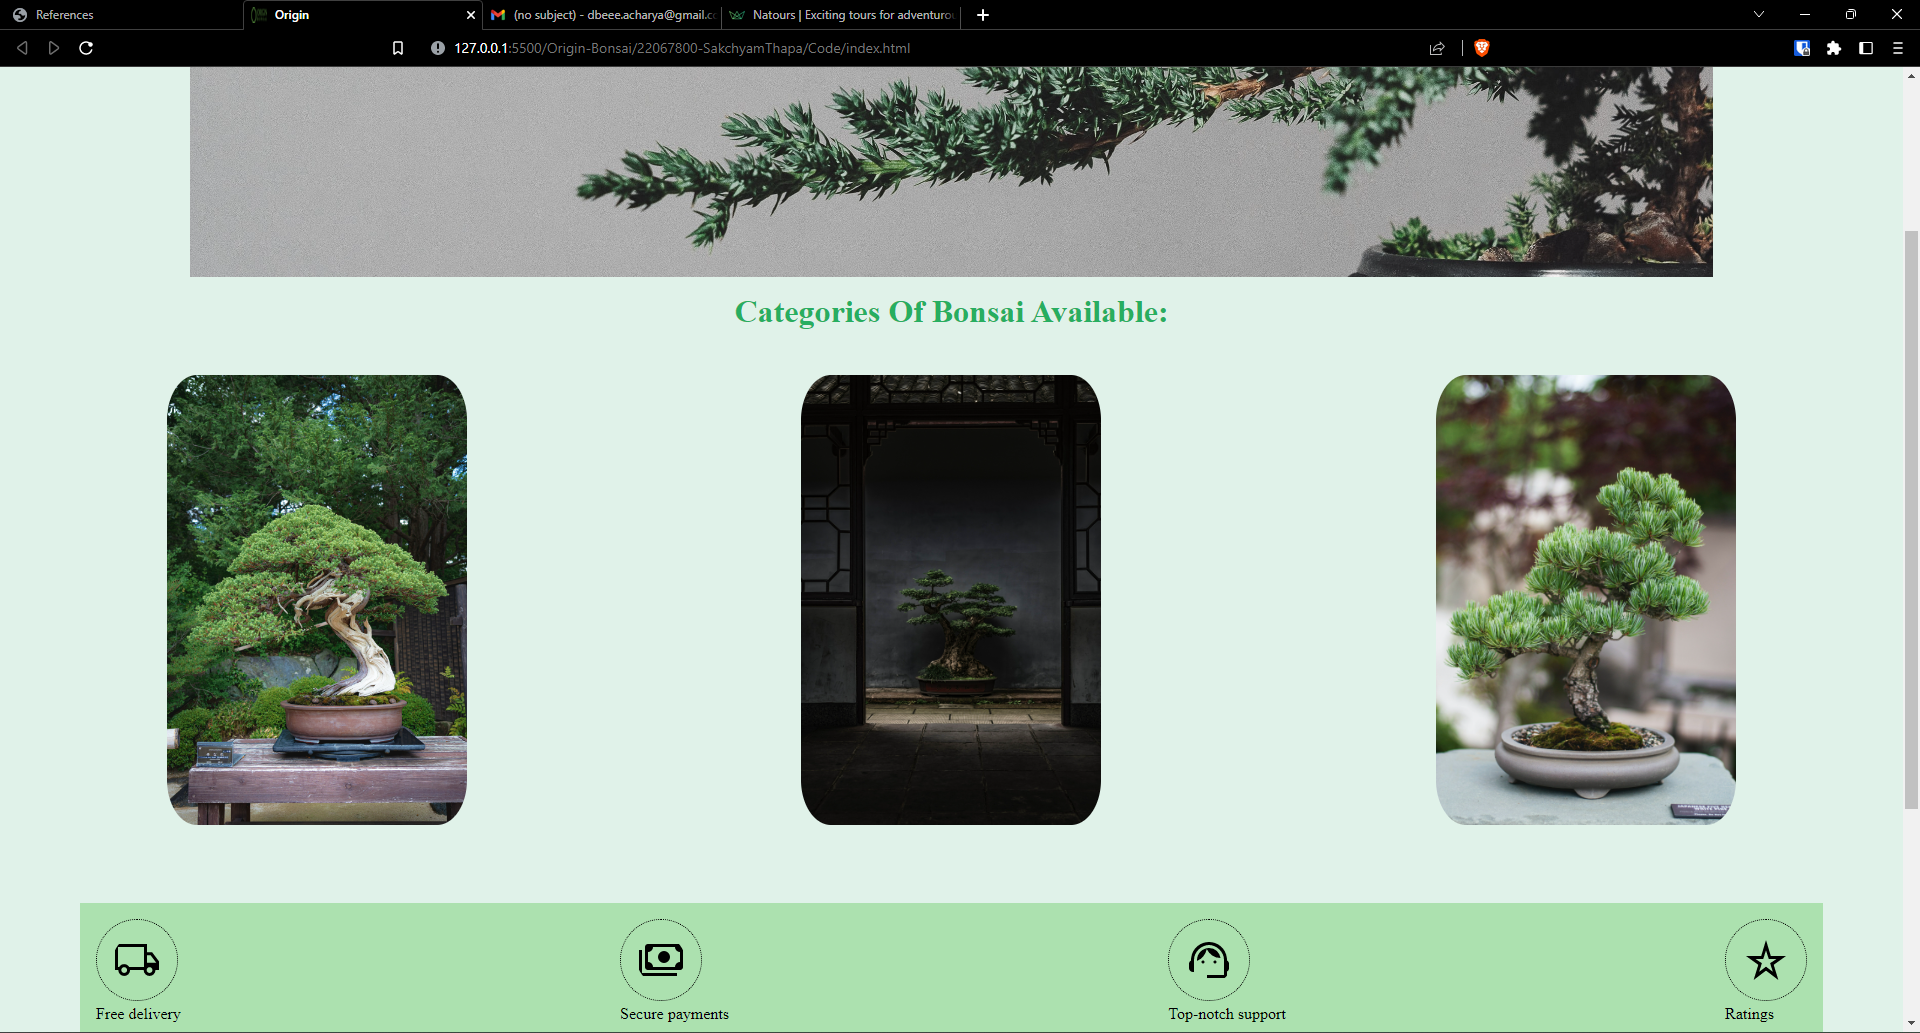 References
Origin
(no subject) - dbeee.acharya@gmail.c
Natours | Exciting tours for adventuro
127.0.0.1:5500/Origin-Bonsai/22067800-SakchyamThapa/Code/index.html
Categories Of Bonsai Available:
Free delivery
Secure payments
Top-notch support
Ratings